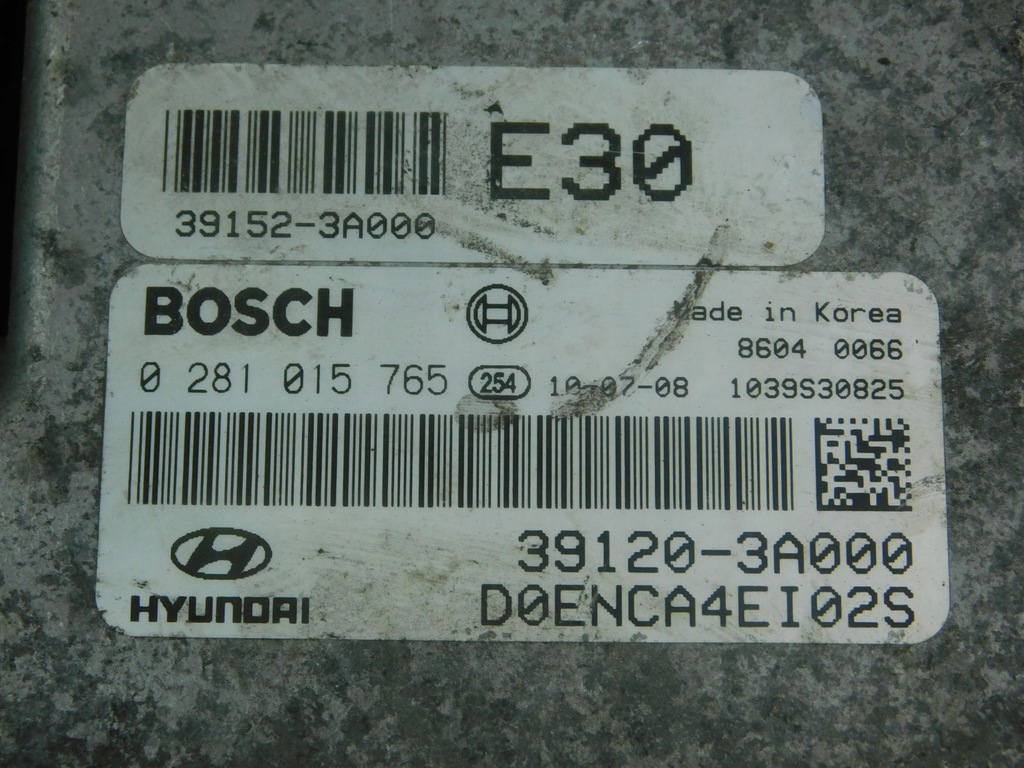 E30
39152-3A000
BOSCH
Made in Korea
8604 0066
0 281 015 765 254 10-07-08 1039S30825
39120-3A000
HYUNDAI D0ENCA4EI02S